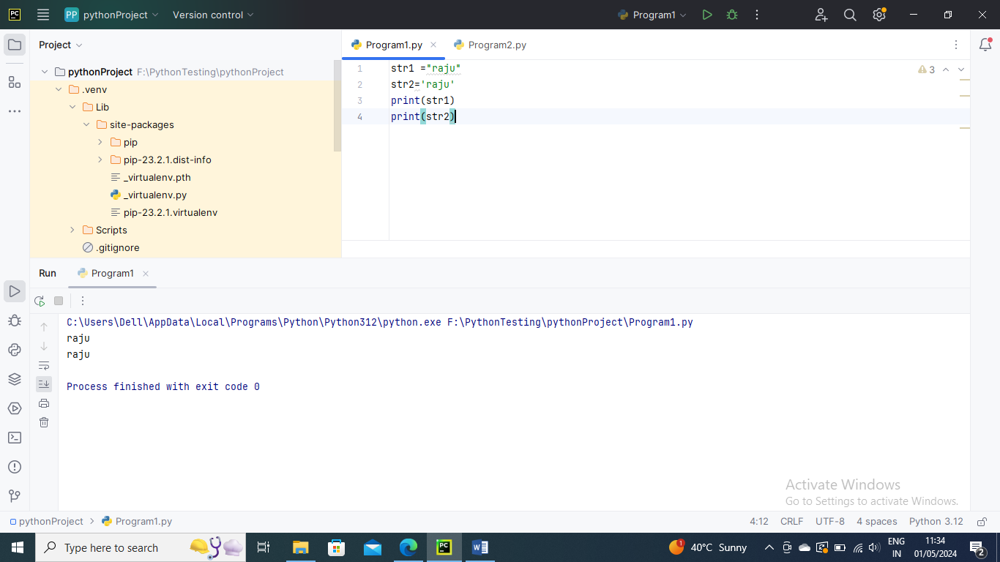 PC PP pythonProject Version control Program1
Project
Program1.py Program2.py
pythonProject F:\PythonTesting\pythonProject
.venv
Lib
site-packages
pip
pip-23.2.1.dist-info
_virtualenv.pth
_virtualenv.py
pip-23.2.1.virtualenv
Scripts
.gitignore
1 str1 ="raju"
2 str2='raju'
3 print(str1)
4 print(str2)
3
Run Program1
C:\Users\Dell\AppData\Local\Programs\Python\Python312\python.exe F:\PythonTesting\pythonProject\Program1.py
raju
raju
Process finished with exit code 0
Activate Windows
Go to Settings to activate Windows.
pythonProject Program1.py 4:12 CRLF UTF-8 4 spaces Python 3.12
Type here to search PC W 1 40°C Sunny ENG IN 11:34 01/05/2024 2